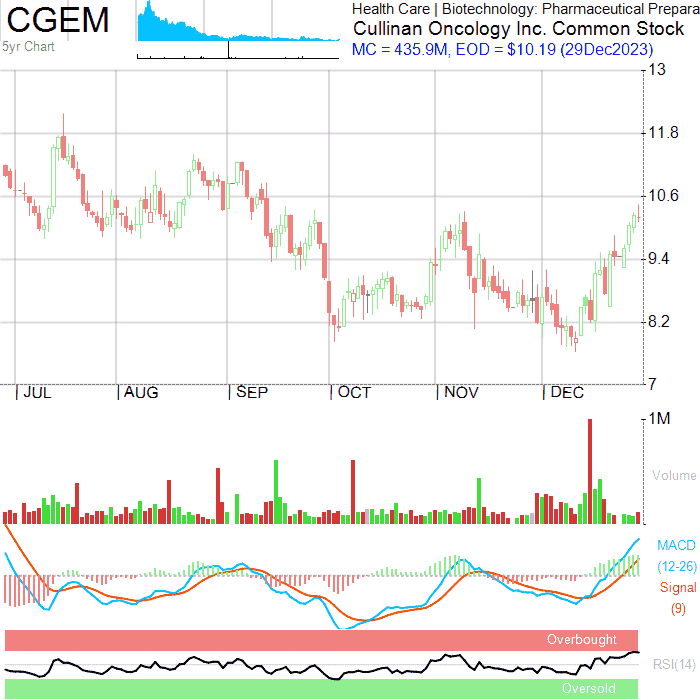 CGEM
5yr Chart
Health Care | Biotechnology: Pharmaceutical Prepara
Cullinan Oncology Inc. Common Stock
MC = 435.9M, EOD = $10.19 (29Dec2023)
13
11.8
10.6
9.4
8.2
7
JUL AUG SEP OCT NOV DEC
1M
Volume
MACD
(12-26)
Signal
(9)
Overbought
RSI(14)
Oversold